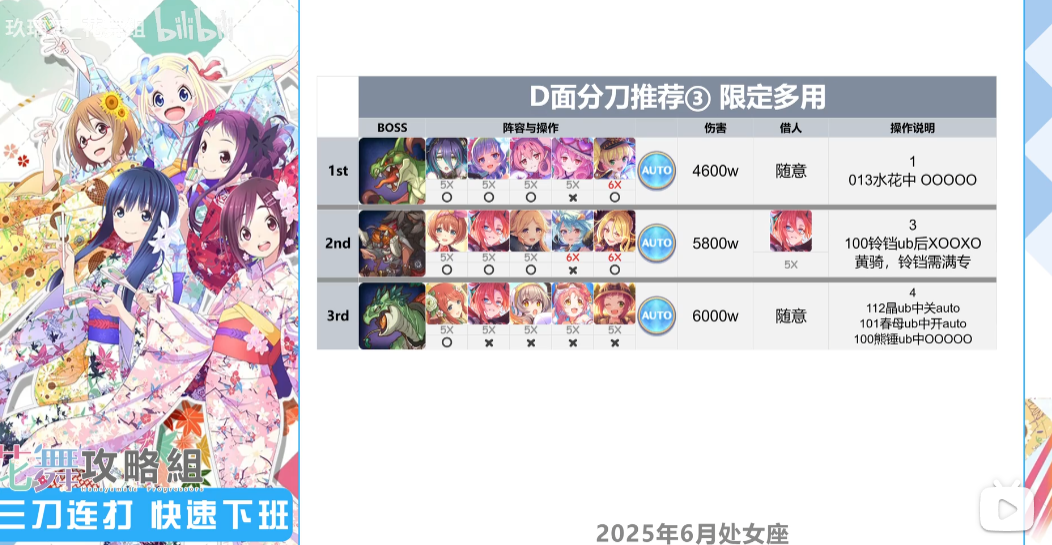 bilibili
D面分刀推荐③ 限定多用
BOSS 阵容与操作 伤害 借人 操作说明
1st 5X 5X 5X 5X 6X AUTO 4600w 随意 1
013水花中 OOOOO
2nd 5X 5X 5X 6X 6X AUTO 5800w 5X 3
100铃铛ub后XOOXO
黄骑，铃铛需满专
3rd 5X 5X 5X 5X 5X AUTO 6000w 随意 4
112晶ub中关auto
101春母ub中开auto
100熊锤ub中OOOOO
花舞攻略組
三刀连打 快速下班
2025年6月处女座